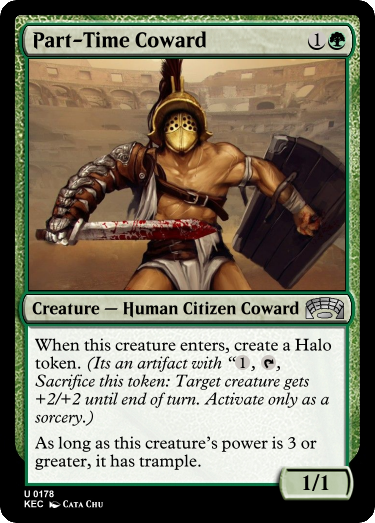 Part-Time Coward 1
Creature — Human Citizen Coward
When this creature enters, create a Halo
token. (Its an artifact with “1, ,
Sacrifice this token: Target creature gets
+2/+2 until end of turn. Activate only as a
sorcery.)
As long as this creature's power is 3 or
greater, it has trample.
1/1
U 0178
KEC Cata Chu